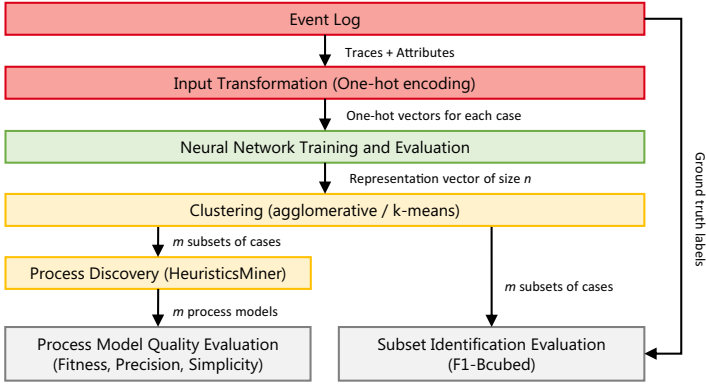 Event Log
Traces + Attributes
Input Transformation (One-hot encoding)
One-hot vectors for each case
Neural Network Training and Evaluation
Representation vector of size n
Clustering (agglomerative / k-means)
m subsets of cases
Process Discovery (HeuristicsMiner)
m process models
m subsets of cases
Process Model Quality Evaluation
(Fitness, Precision, Simplicity)
Subset Identification Evaluation
(F1-Bcubed)
Ground truth
labels